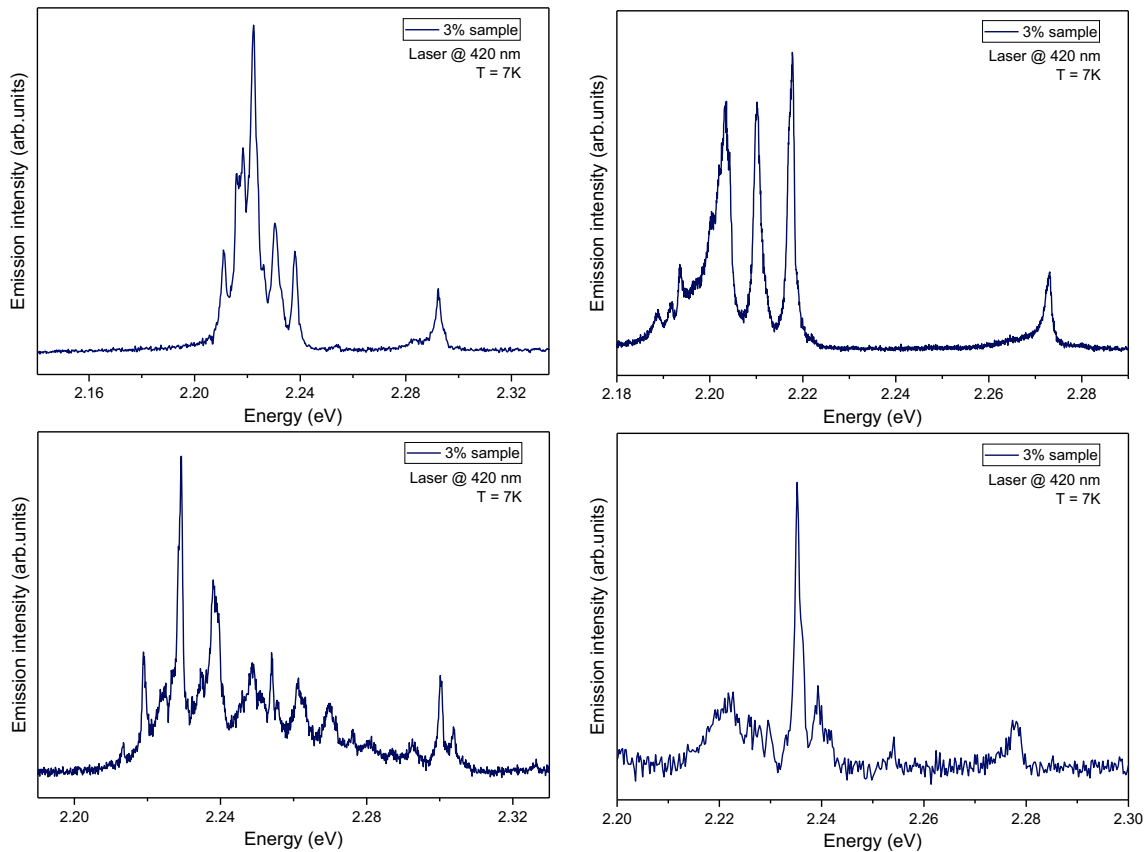 3% sample
Laser @ 420 nm
T = 7K
Emission intensity (arb.units)
2.16 2.20 2.24 2.28 2.32
Energy (eV)
3% sample
Laser @ 420 nm
T = 7K
Emission intensity (arb.units)
2.18 2.20 2.22 2.24 2.26 2.28
Energy (eV)
3% sample
Laser @ 420 nm
T = 7K
Emission intensity (arb.units)
2.20 2.24 2.28 2.32
Energy (eV)
3% sample
Laser @ 420 nm
T = 7K
Emission intensity (arb.units)
2.20 2.22 2.24 2.26 2.28 2.30
Energy (eV)